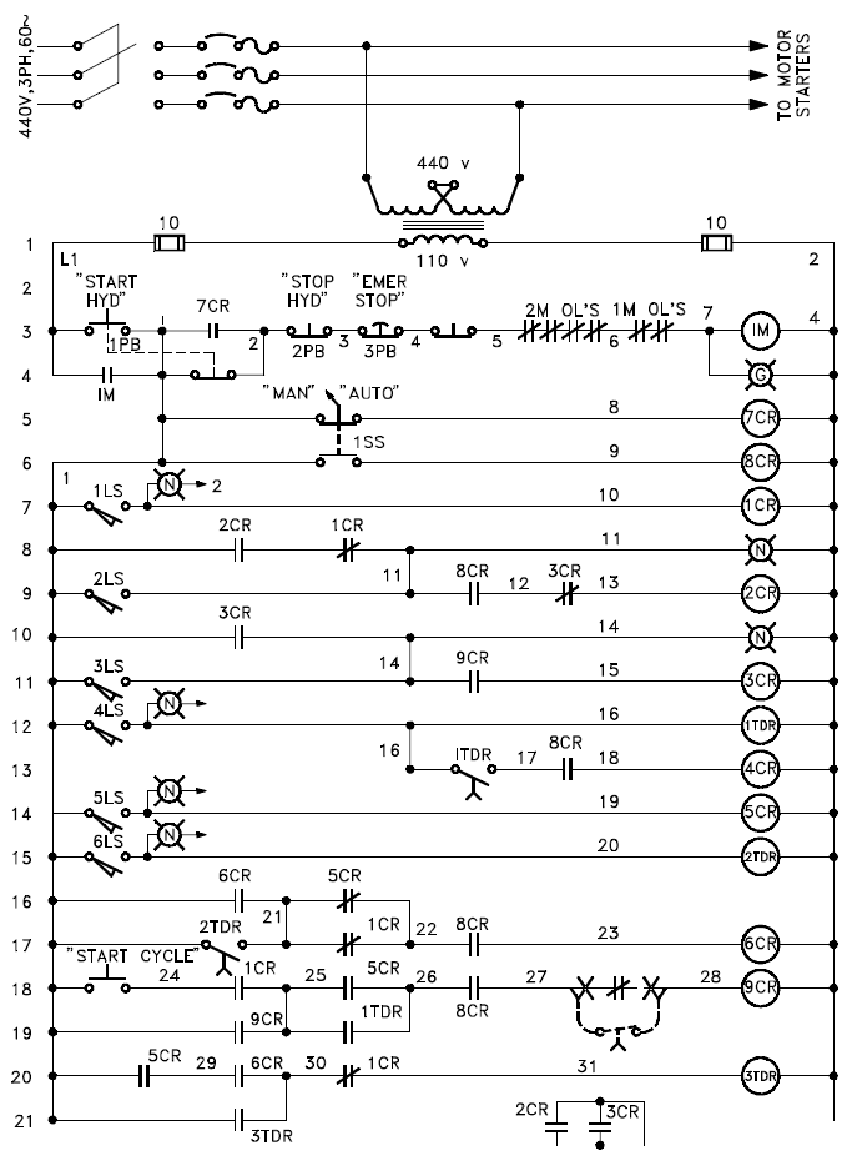 440V,3PH,60~
TO MOTOR
STARTERS
440 v
10
10
1
110 v
L1
2
2
"START
HYD"
"STOP
HYD"
"EMER
STOP"
7CR
2M OL'S
1M OL'S
7
4
3
1PB
2
2PB
3
3PB
4
5
6
IM
4
IM
G
"MAN"
"AUTO"
5
8
7CR
1SS
6
9
8CR
1
N
2
1LS
7
10
1CR
2CR
1CR
8
11
N
2LS
11
8CR
12
3CR
13
9
2CR
3CR
10
14
N
3LS
14
9CR
15
11
3CR
4LS
N
12
16
1TDR
16
1TDR
17
8CR
18
13
4CR
5LS
N
14
19
5CR
6LS
N
15
20
2TDR
6CR
5CR
16
21
2TDR
1CR
22
8CR
23
17
6CR
"START CYCLE"
24
1CR
25
5CR
26
27
28
18
8CR
9CR
19
9CR
1TDR
5CR
29
6CR
30
1CR
31
20
3TDR
21
3TDR
2CR
3CR